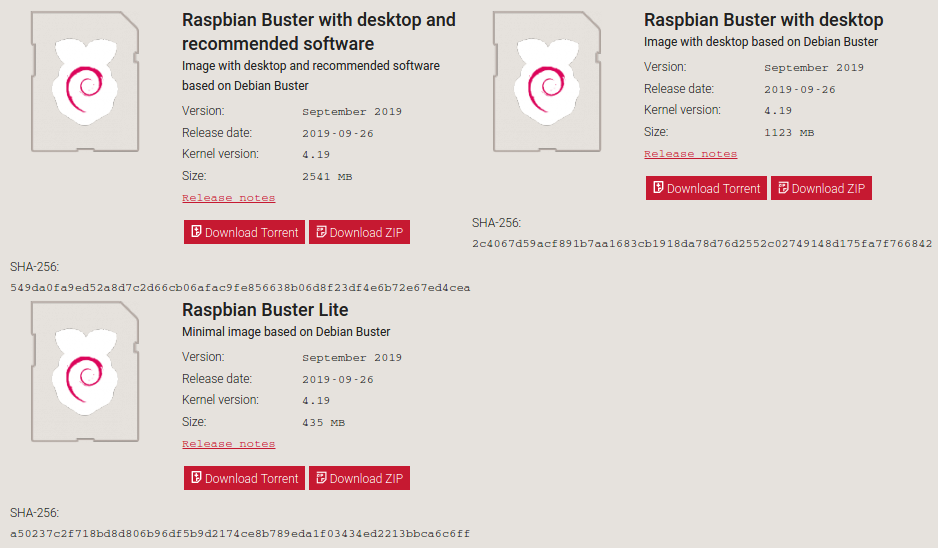 Raspbian Buster with desktop and
recommended software
Image with desktop and recommended software
based on Debian Buster
Version: September 2019
Release date: 2019-09-26
Kernel version: 4.19
Size: 2541 MB
Release notes
Download Torrent Download ZIP
SHA-256:
549da0fa9ed52a8d7c2d66cb06afac9fe856638b06d8f23df4e6b72e67ed4cea
Raspbian Buster with desktop
Image with desktop based on Debian Buster
Version: September 2019
Release date: 2019-09-26
Kernel version: 4.19
Size: 1123 MB
Release notes
Download Torrent Download ZIP
SHA-256:
2c4067d59acf891b7aa1683cb1918da78d76d2552c02749148d175fa7f766842
Raspbian Buster Lite
Minimal image based on Debian Buster
Version: September 2019
Release date: 2019-09-26
Kernel version: 4.19
Size: 435 MB
Release notes
Download Torrent Download ZIP
SHA-256:
a50237c2f718bd8d806b96df5b9d2174ce8b789eda1f03434ed2213bbca6c6ff